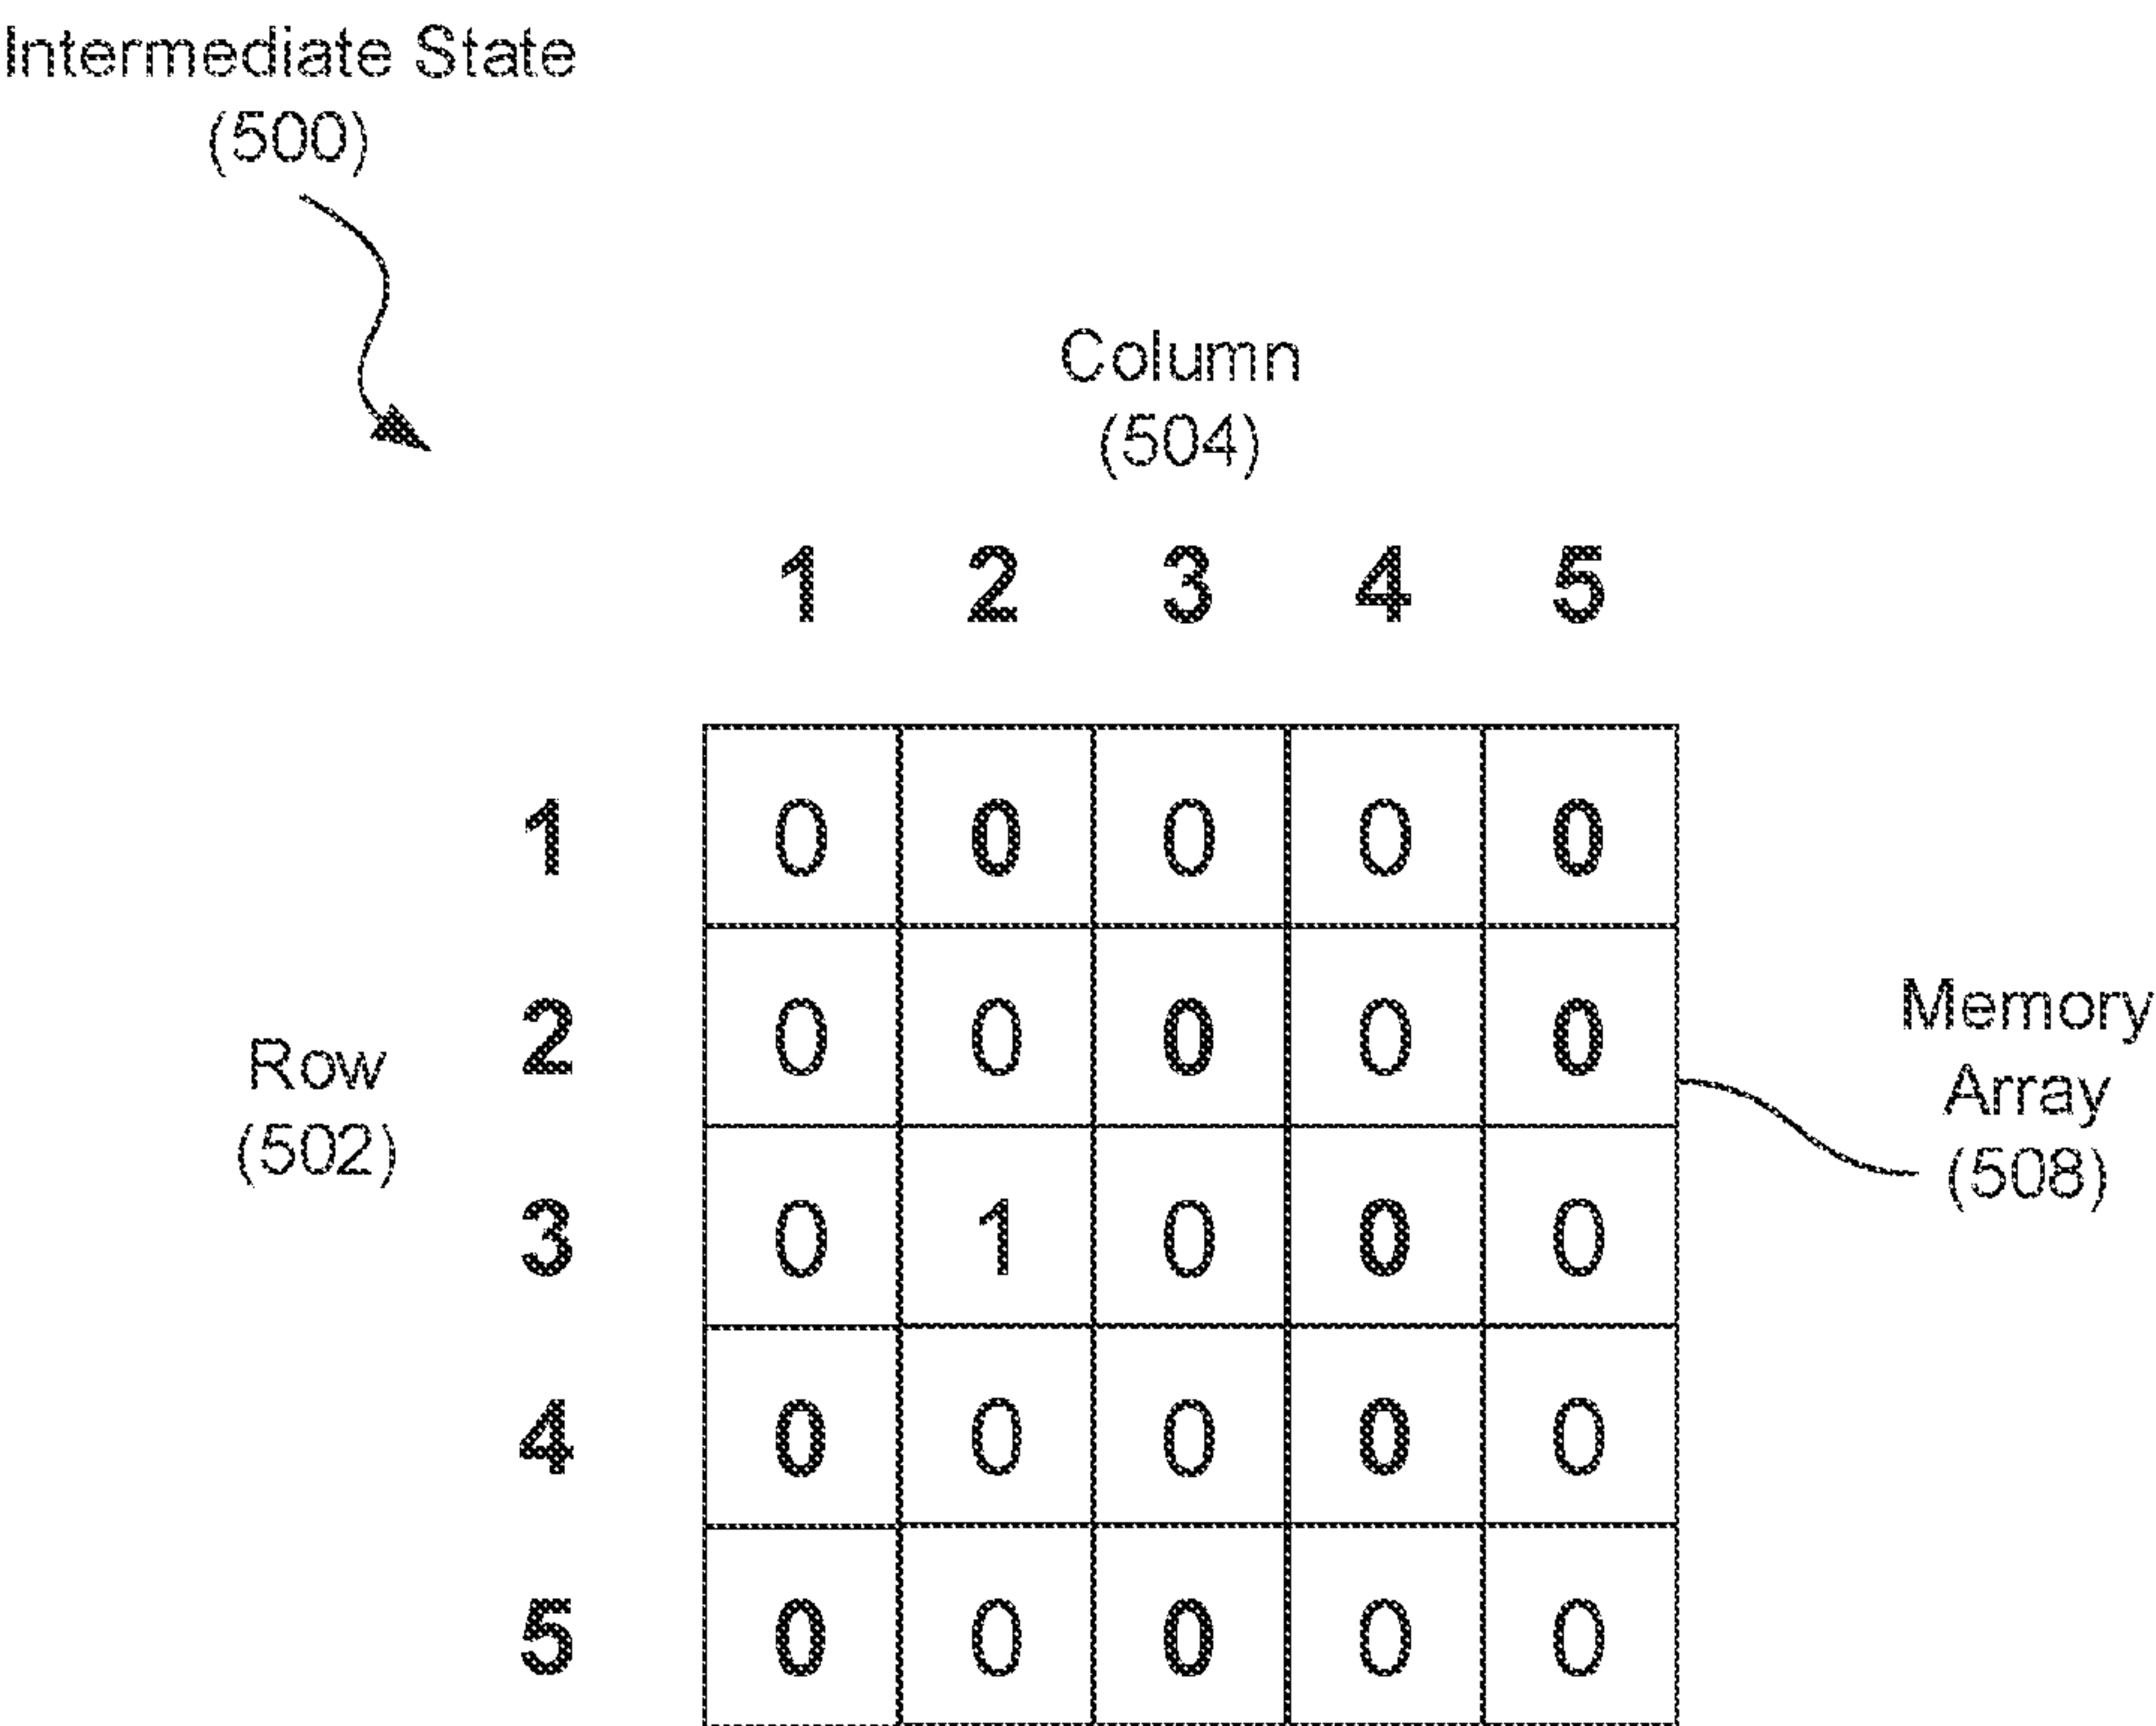 Intermediate State
(500)
Column
(504)
1 2 3 4 5
1 0 0 0 0 0
2 0 0 0 0 0
Row
(502)
Memory
Array
(508)
3 0 1 0 0 0
4 0 0 0 0 0
5 0 0 0 0 0